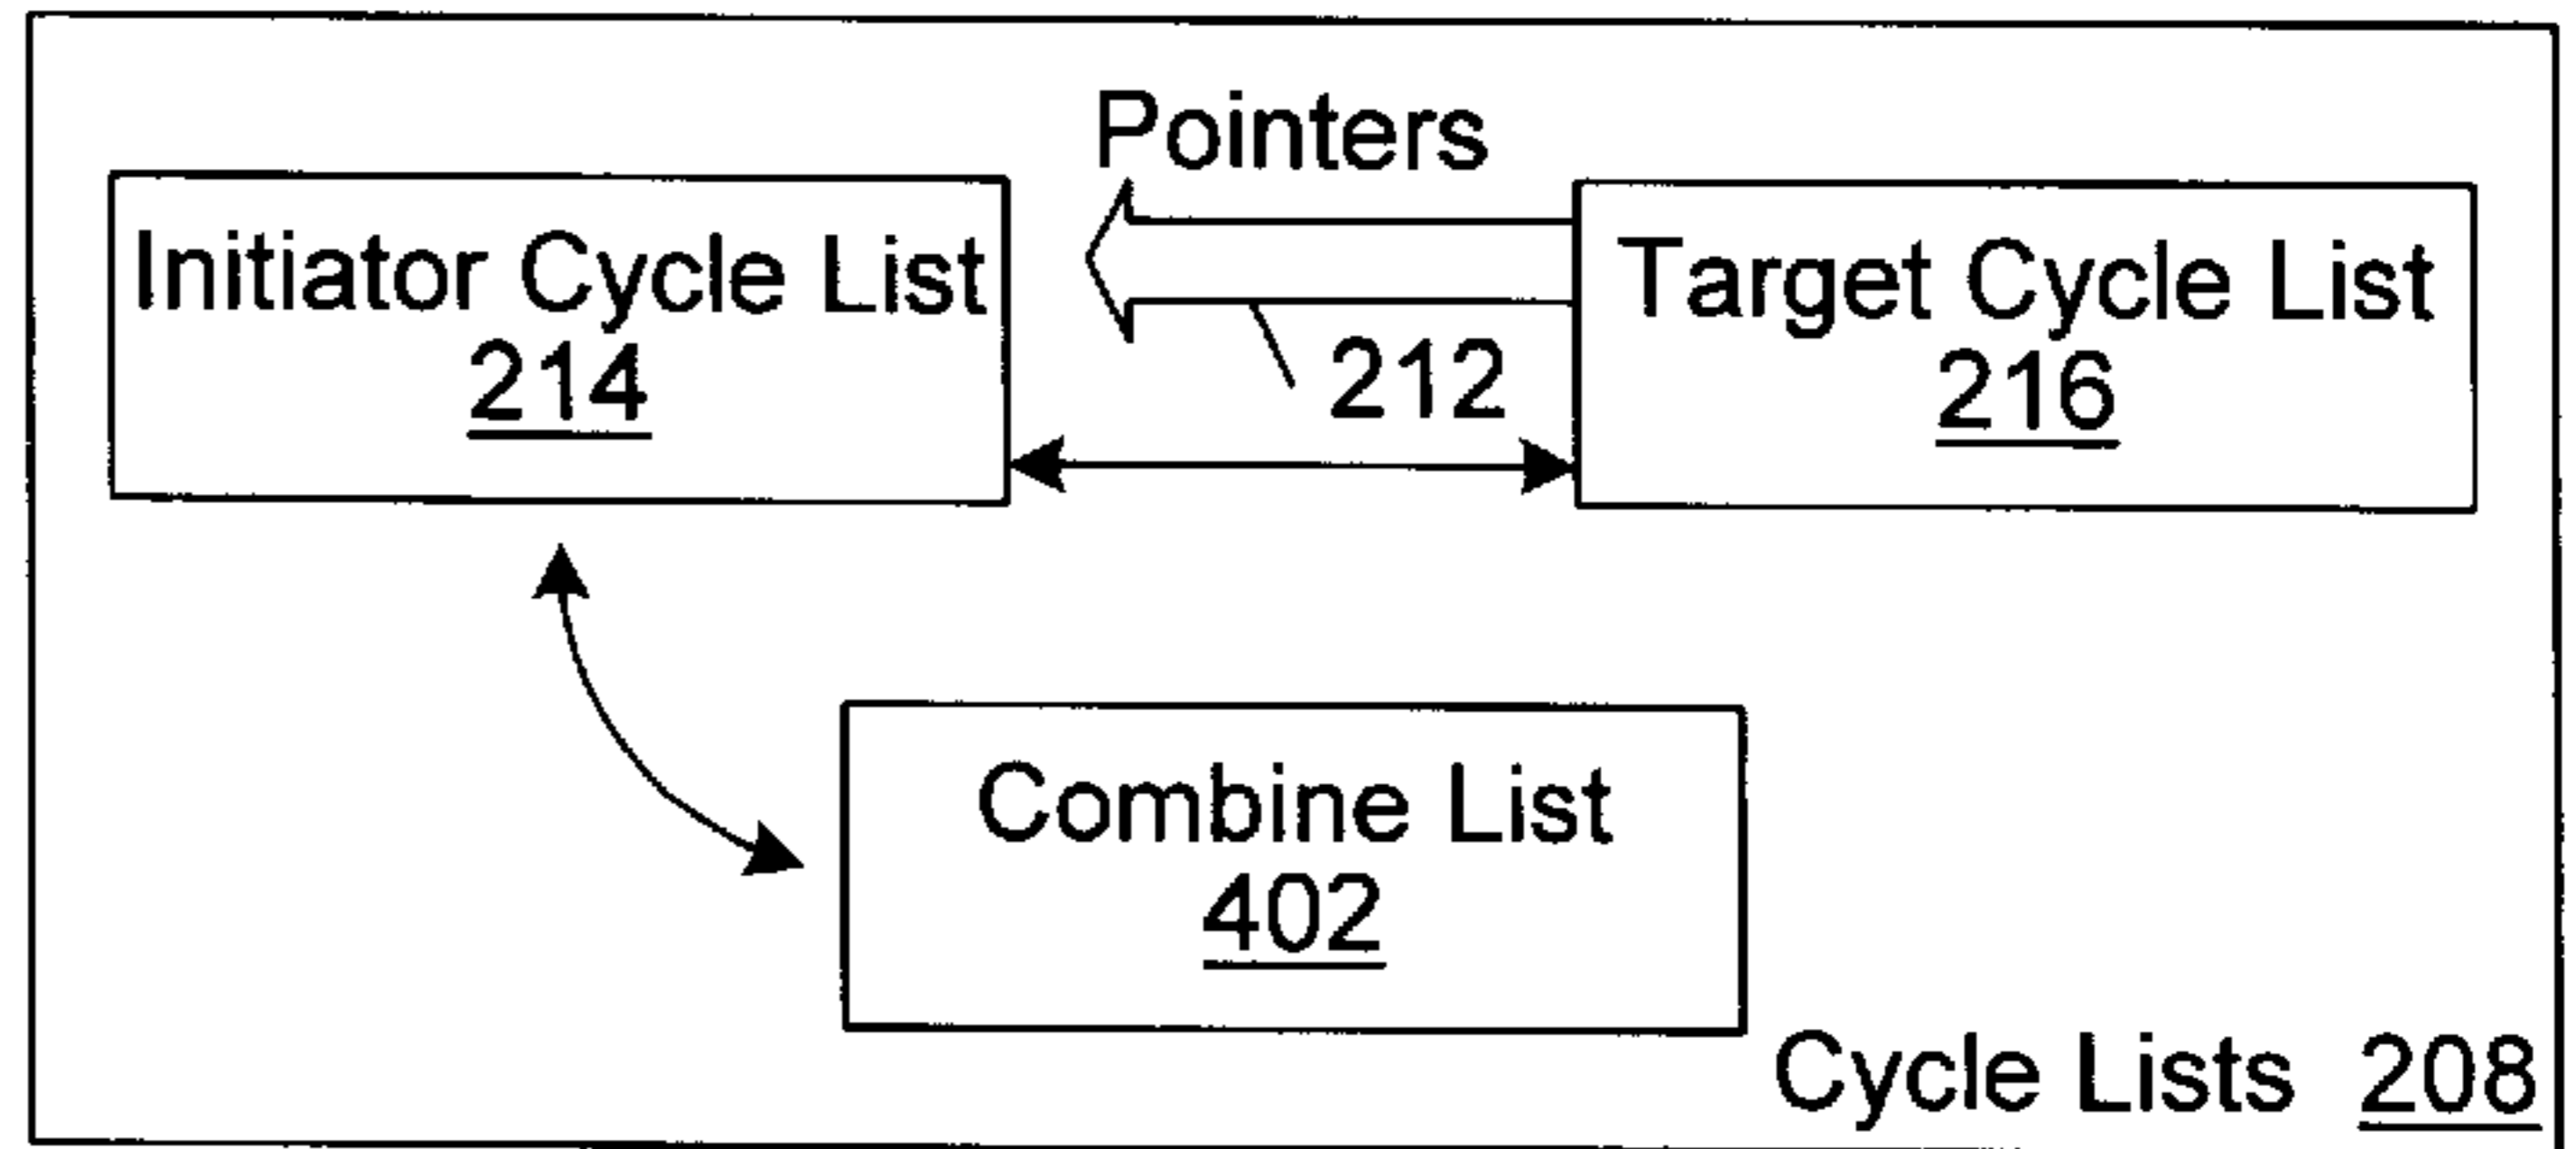 Pointers
Initiator Cycle List
214
212
Target Cycle List
216
Combine List
402
Cycle Lists 208